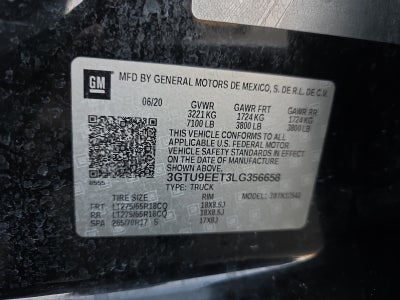 GM MFD BY GENERAL MOTORS DE MEXICO, S. DE R.L. DE C.V.
06/20 GVWR GAWR FRT GAWR RR
3221 KG 1724 KG 1724 KG
7100 LB 3800 LB 3800 LB
THIS VEHICLE CONFORMS TO ALL
APPLICABLE U.S. FEDERAL MOTOR
VEHICLE SAFETY STANDARDS IN
EFFECT ON THE DATE OF
MANUFACTURE SHOWN ABOVE.
3GTU9EET3LG356658
TYPE: TRUCK MODEL:
TIRE SIZE RIM
FRT LT275/65R18CQ 18X8.5J
RR LT275/65R18CQ 18X8.5J
SPA 17X8J